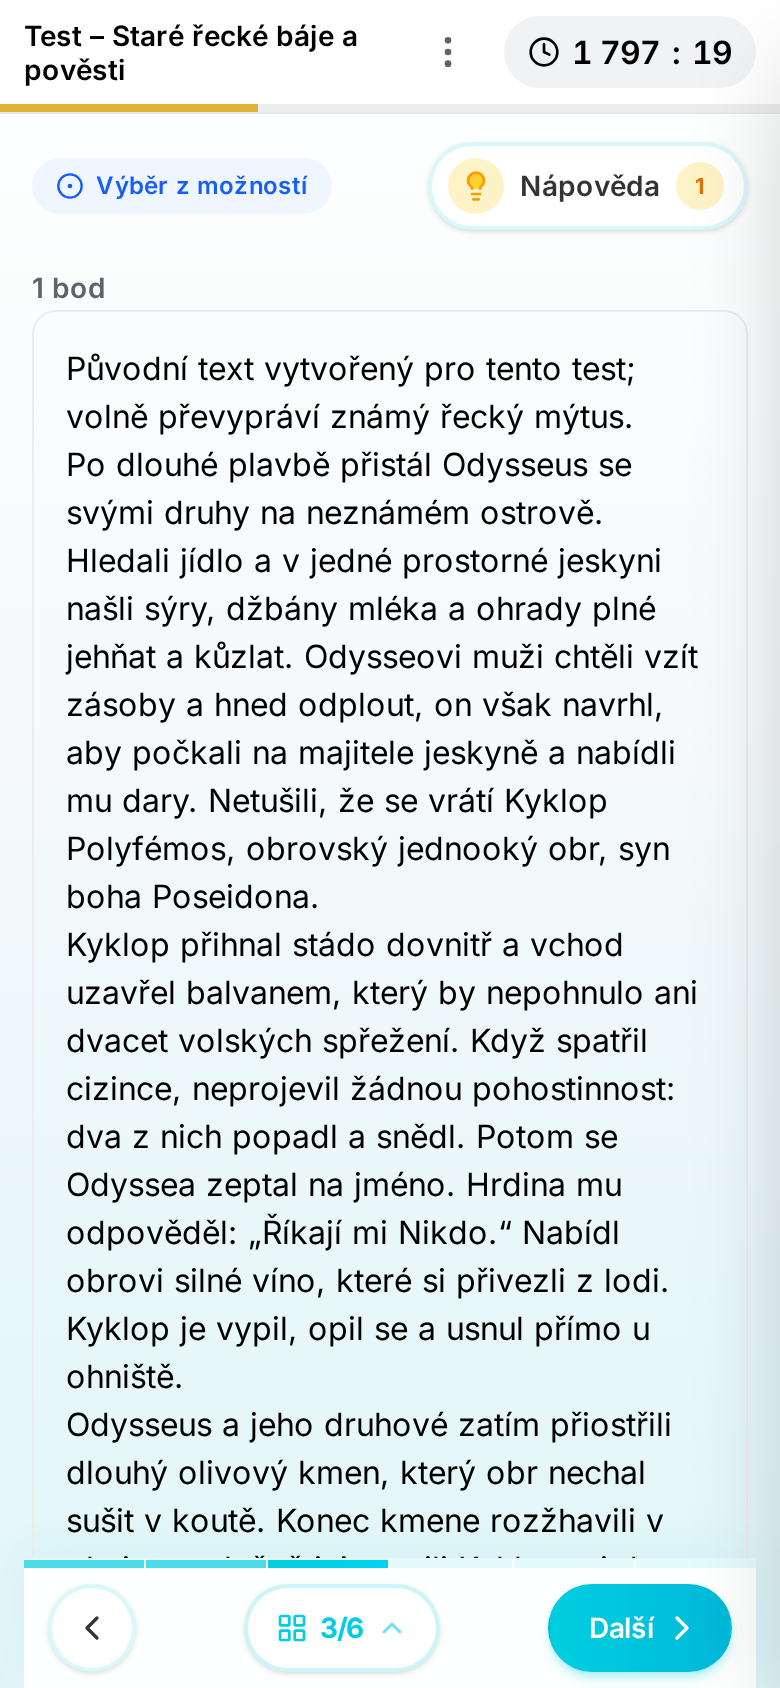 Test – Staré řecké báje a
pověsti
1 797 : 19
Výběr z možností
Nápověda
1
1 bod
Původní text vytvořený pro tento test;
volně převypráví známý řecký mýtus.
Po dlouhé plavbě přistál Odysseus se
svými druhy na neznámém ostrově.
Hledali jídlo a v jedné prostorné jeskyni
našli sýry, džbány mléka a ohrady plné
jehňat a kůzlat. Odysseovi muži chtěli vzít
zásoby a hned odplout, on však navrhl,
aby počkali na majitele jeskyně a nabídli
mu dary. Netušili, že se vrátí Kyklop
Polyfémos, obrovský jednooký obr, syn
boha Poseidona.
Kyklop přihnal stádo dovnitř a vchod
uzavřel balvanem, který by nepohnulo ani
dvacet volských spřežení. Když spatřil
cizince, neprojevil žádnou pohostinnost:
dva z nich popadl a snědl. Potom se
Odyssea zeptal na jméno. Hrdina mu
odpověděl: „Říkají mi Nikdo.“ Nabídl
obrovi silné víno, které si přivezli z lodi.
Kyklop je vypil, opil se a usnul přímo u
ohniště.
Odysseus a jeho druhové zatím přiostřili
dlouhý olivový kmen, který obr nechal
sušit v koutě. Konec kmene rozžhavili v
3/6
Další